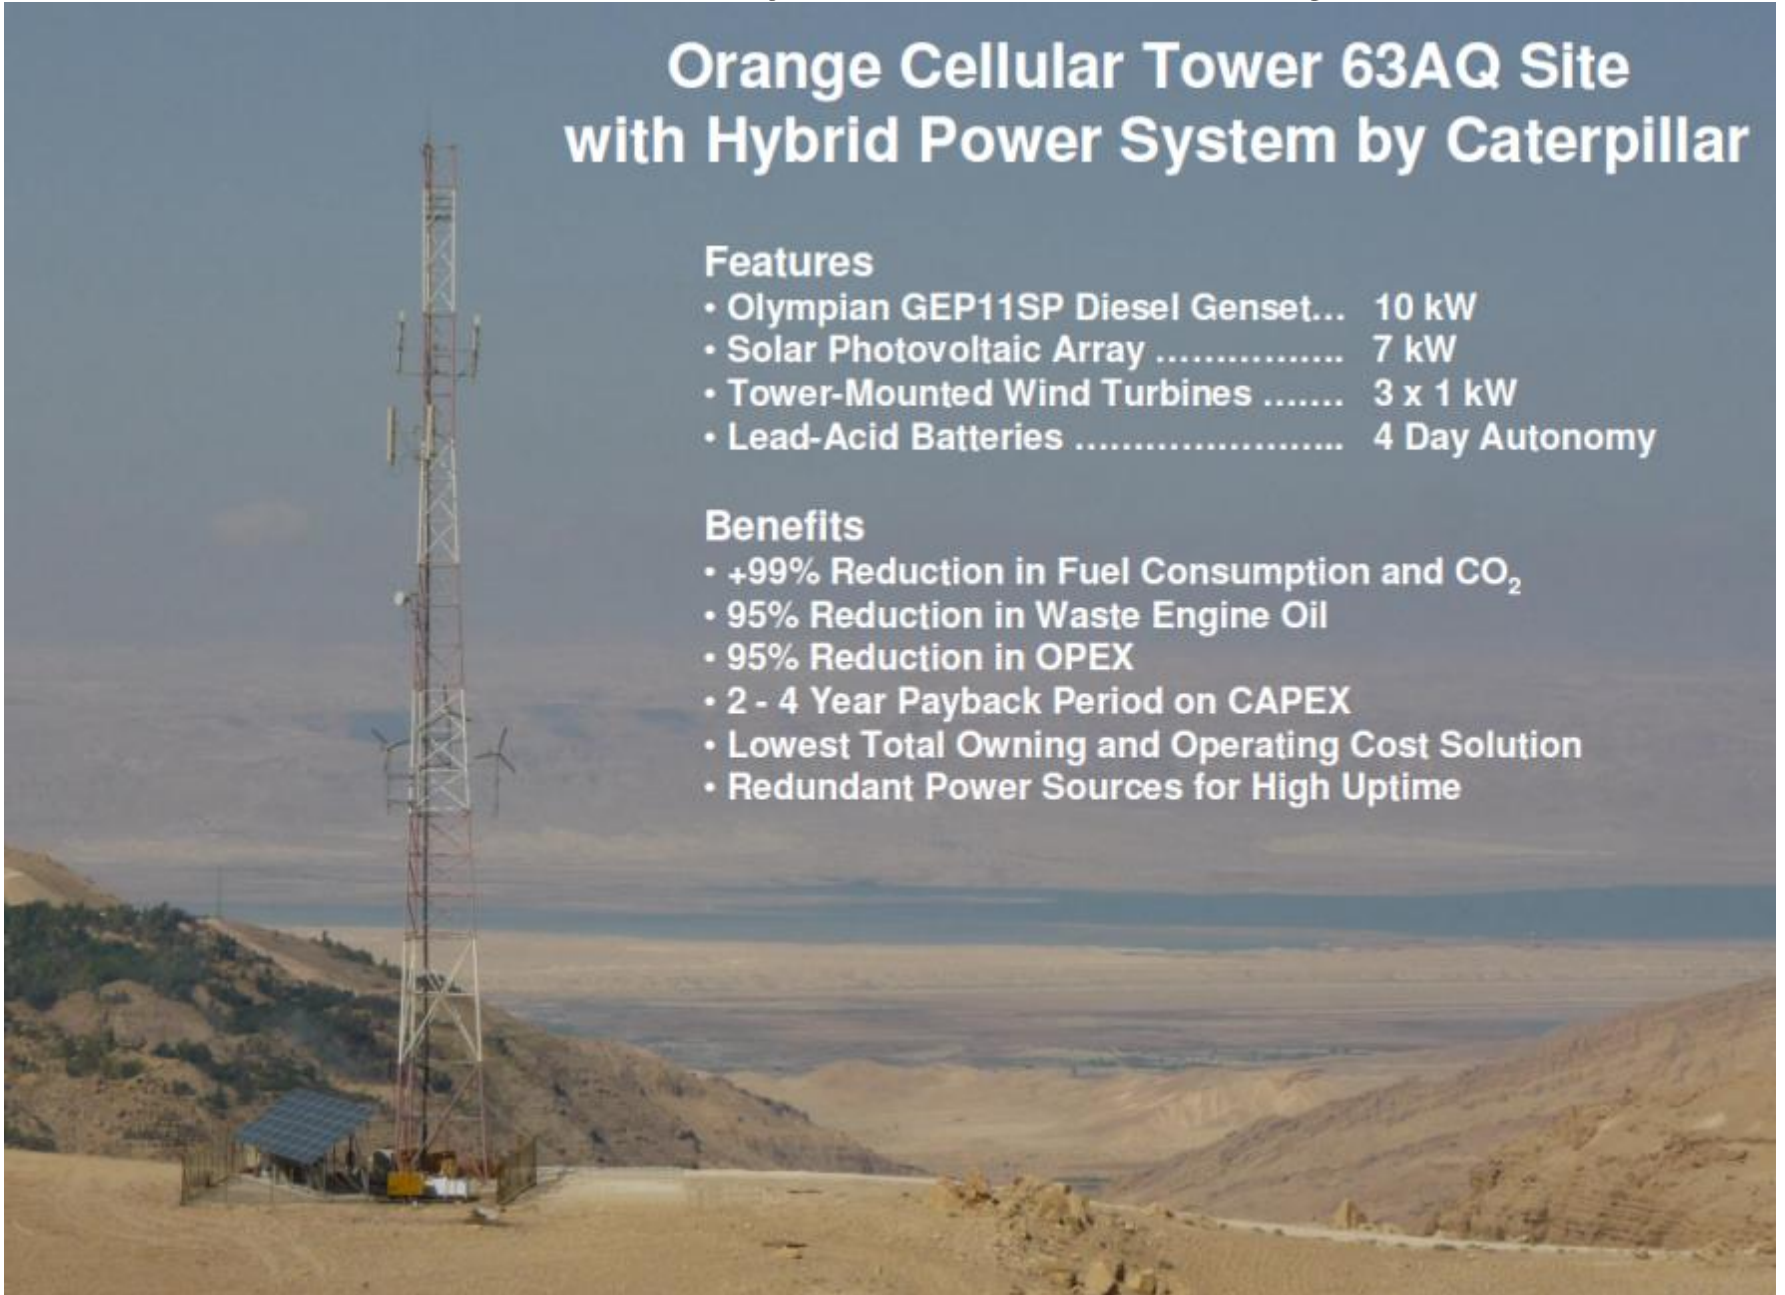 Orange Cellular Tower 63AQ Site
with Hybrid Power System by Caterpillar
Features
• Olympian GEP11SP Diesel Genset... 10 kW
• Solar Photovoltaic Array ................. 7 kW
• Tower-Mounted Wind Turbines ....... 3 x 1 kW
• Lead-Acid Batteries ........................ 4 Day Autonomy
Benefits
• +99% Reduction in Fuel Consumption and CO₂
• 95% Reduction in Waste Engine Oil
• 95% Reduction in OPEX
• 2 - 4 Year Payback Period on CAPEX
• Lowest Total Owning and Operating Cost Solution
• Redundant Power Sources for High Uptime